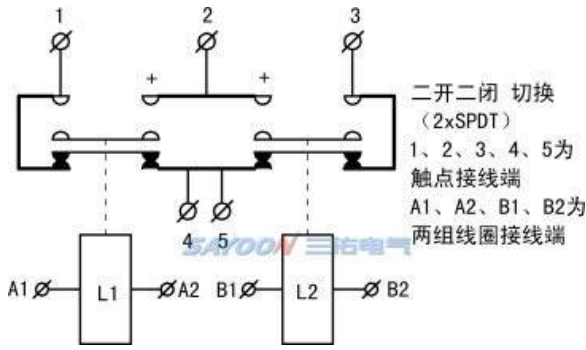 1 2 3
+ +
二开二闭 切换
（2xSPDT）
1、2、3、4、5为
触点接线端
A1、A2、B1、B2为
两组线圈接线端
4 5
SAYOON 三佑电气
A1 L1 A2 B1 L2 B2